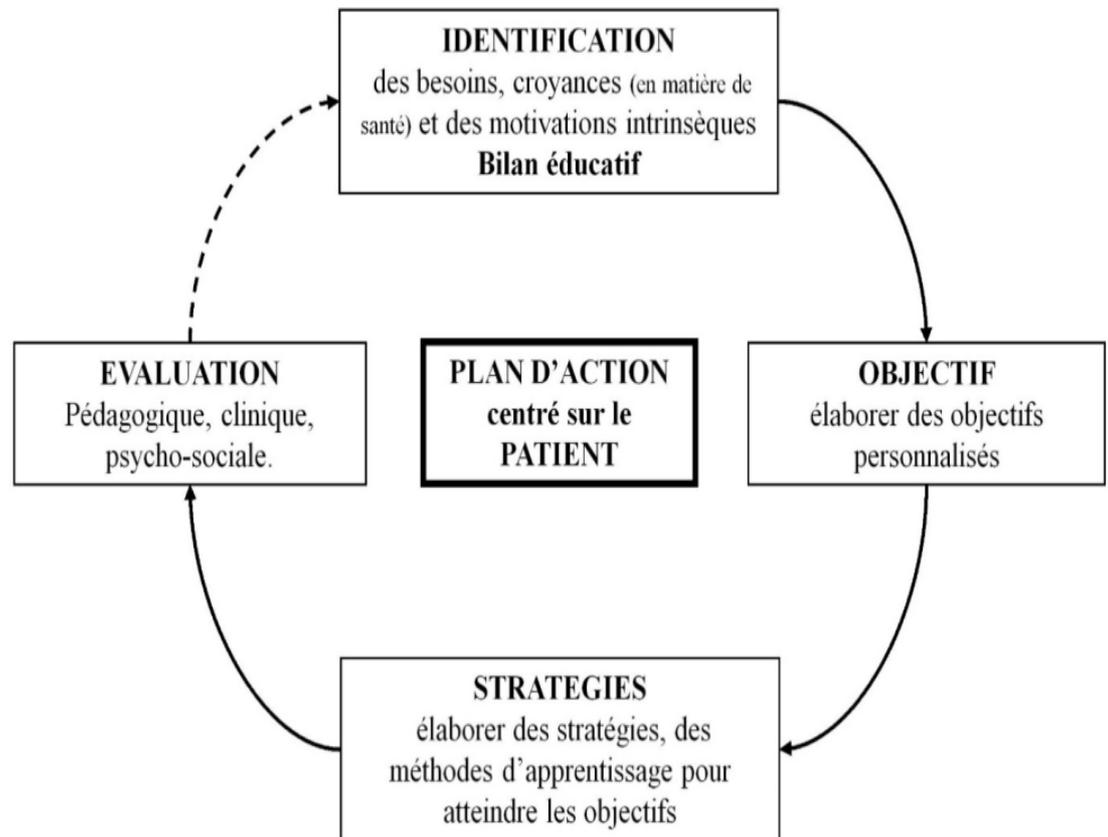 IDENTIFICATION
des besoins, croyances (en matière de
santé) et des motivations intrinsèques
Bilan éducatif
EVALUATION
Pédagogique, clinique,
psycho-sociale.
PLAN D’ACTION
centré sur le
PATIENT
OBJECTIF
élaborer des objectifs
personnalisés
STRATEGIES
élaborer des stratégies, des
méthodes d’apprentissage pour
atteindre les objectifs